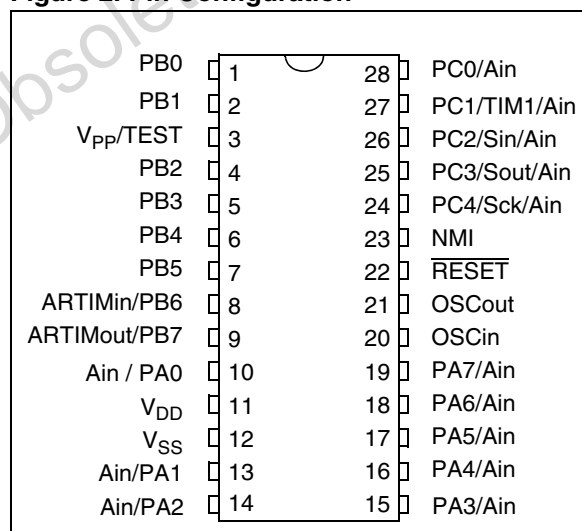 Figure 2. Pin Configuration
PB0 1 28 PC0/Ain
PB1 2 27 PC1/TIM1/Ain
VPP/TEST 3 26 PC2/Sin/Ain
PB2 4 25 PC3/Sout/Ain
PB3 5 24 PC4/Sck/Ain
PB4 6 23 NMI
PB5 7 22 RESET
ARTIMin/PB6 8 21 OSCout
ARTIMout/PB7 9 20 OSCin
Ain / PA0 10 19 PA7/Ain
VDD 11 18 PA6/Ain
VSS 12 17 PA5/Ain
Ain/PA1 13 16 PA4/Ain
Ain/PA2 14 15 PA3/Ain